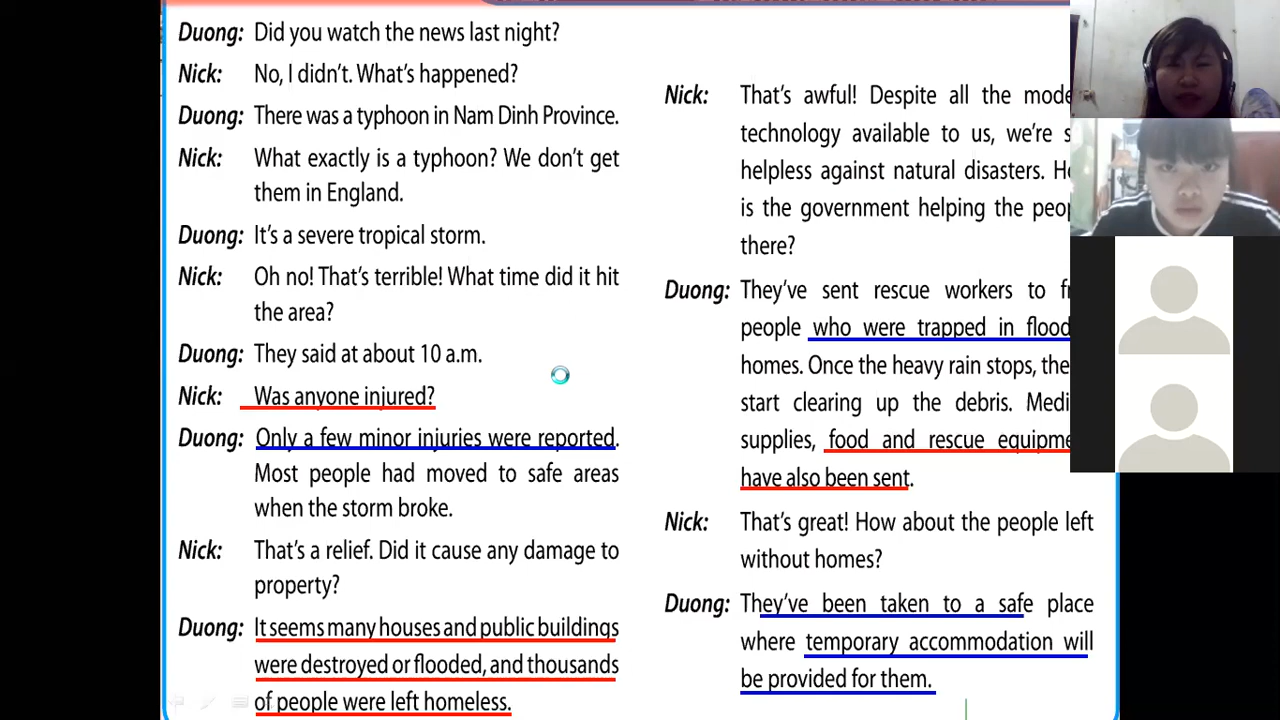 Duong: Did you watch the news last night?
Nick: No, I didn't. What's happened?
Duong: There was a typhoon in Nam Dinh Province.
Nick: What exactly is a typhoon? We don't get
them in England.
Duong: It's a severe tropical storm.
Nick: Oh no! That's terrible! What time did it hit
the area?
Duong: They said at about 10 a.m.
Nick: Was anyone injured?
Duong: Only a few minor injuries were reported.
Most people had moved to safe areas
when the storm broke.
Nick: That's a relief. Did it cause any damage to
property?
Duong: It seems many houses and public buildings
were destroyed or flooded, and thousands
of people were left homeless.
Nick: That's awful! Despite all the
technology available to us, we're
helpless against natural disasters.
is the government helping the
there?
Duong: They've sent rescue workers to
people who were trapped in
homes. Once the heavy rain stops,
start clearing up the debris.
supplies, food and rescue
have also been sent.
Nick: That's great! How about the people left
without homes?
Duong: They've been taken to a safe place
where temporary accommodation will
be provided for them.